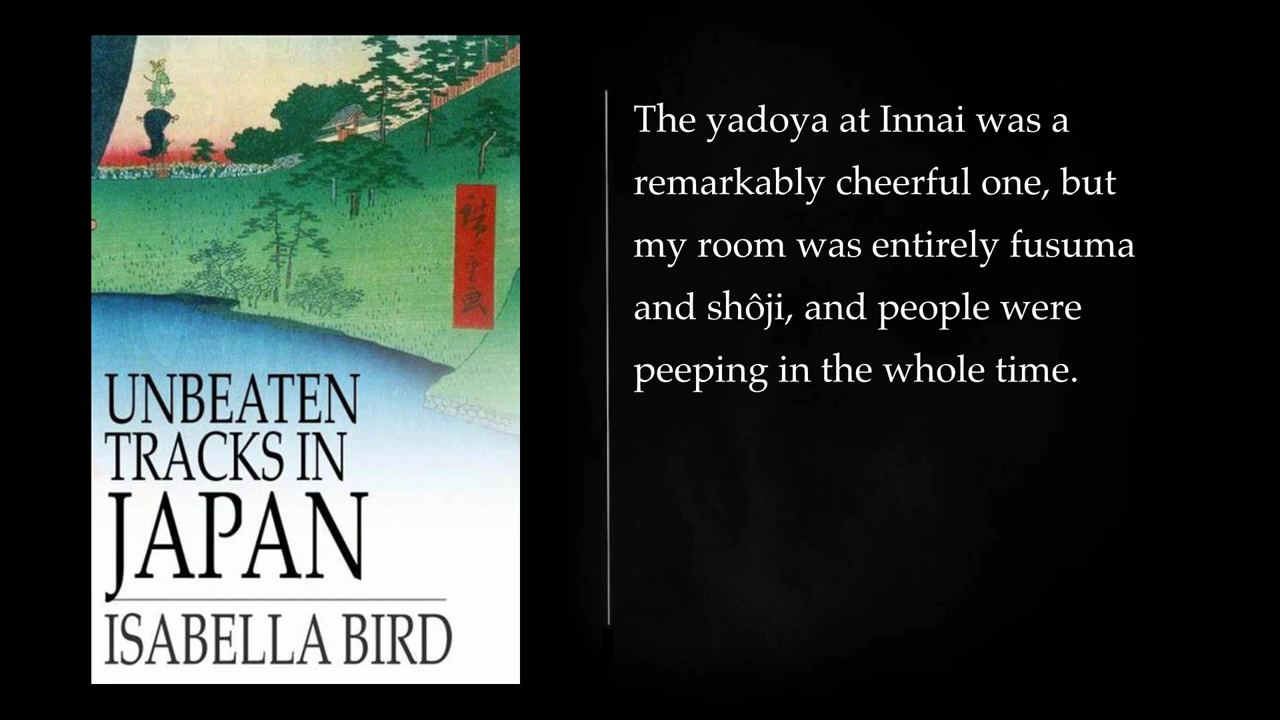 UNBEATEN
TRACKS IN
JAPAN
ISABELLA BIRD
The yadoya at Innai was a
remarkably cheerful one, but
my room was entirely fusuma
and shôji, and people were
peeping in the whole time.